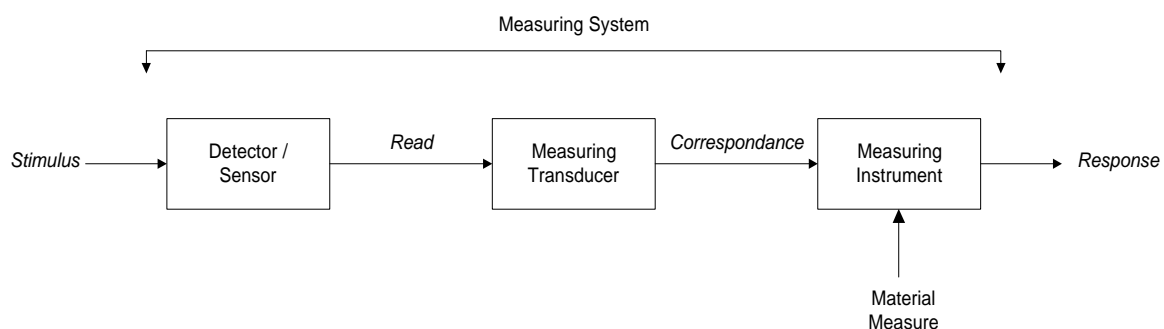 Measuring System
Stimulus
Detector /
Sensor
Read
Measuring
Transducer
Correspondance
Measuring
Instrument
Response
Material
Measure